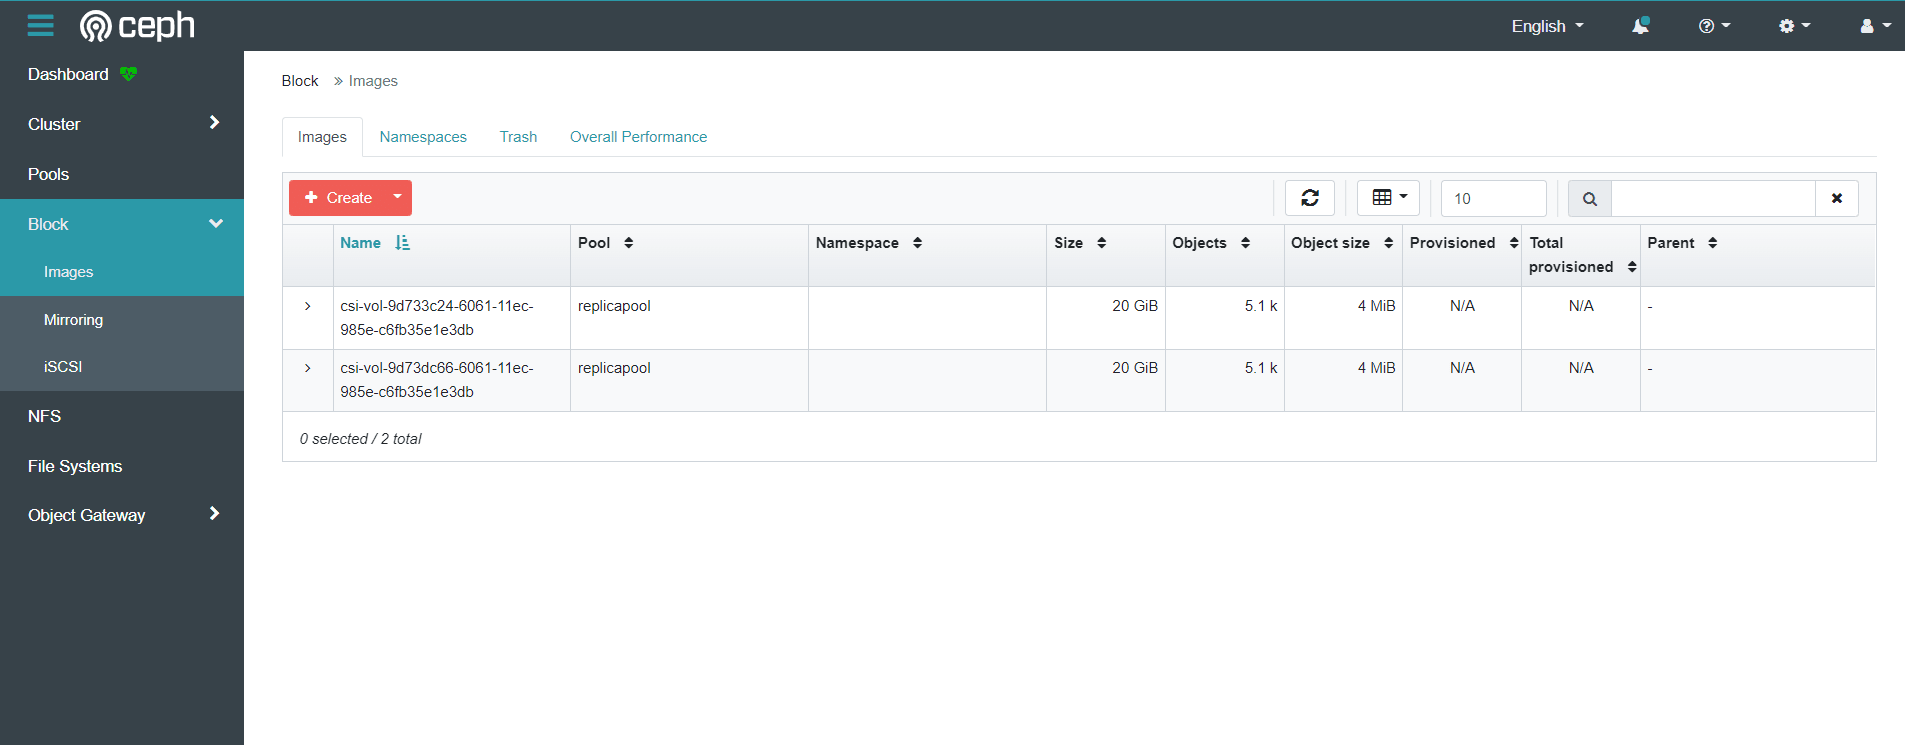 ceph
English
Dashboard
Cluster
Pools
Block
Images
Mirroring
iSCSI
NFS
File Systems
Object Gateway
Block » Images
Images Namespaces Trash Overall Performance
Create 10
Name Pool Namespace Size Objects Object size Provisioned Total Parent
provisioned
csi-vol-9d733c24-6061-11ec- replicapool 20 GiB 5.1 k 4 MiB N/A N/A -
985e-c6fb35e1e3db
csi-vol-9d73dc66-6061-11ec- replicapool 20 GiB 5.1 k 4 MiB N/A N/A -
985e-c6fb35e1e3db
0 selected / 2 total